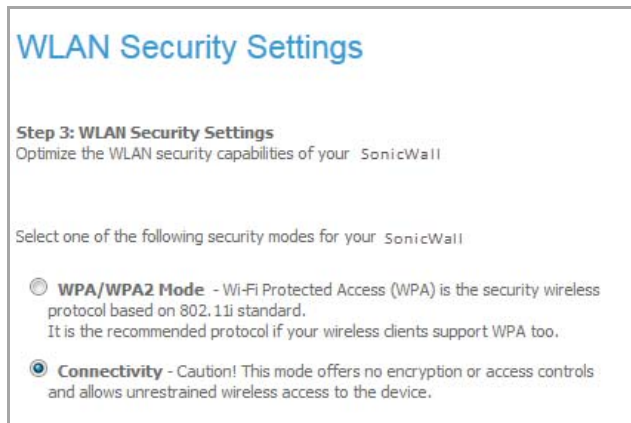 WLAN Security Settings
Step 3: WLAN Security Settings
Optimize the WLAN security capabilities of your SonicWall
Select one of the following security modes for your SonicWall
WPA/WPA2 Mode - Wi-Fi Protected Access (WPA) is the security wireless
protocol based on 802.11i standard.
It is the recommended protocol if your wireless clients support WPA too.
Connectivity - Caution! This mode offers no encryption or access controls
and allows unrestrained wireless access to the device.